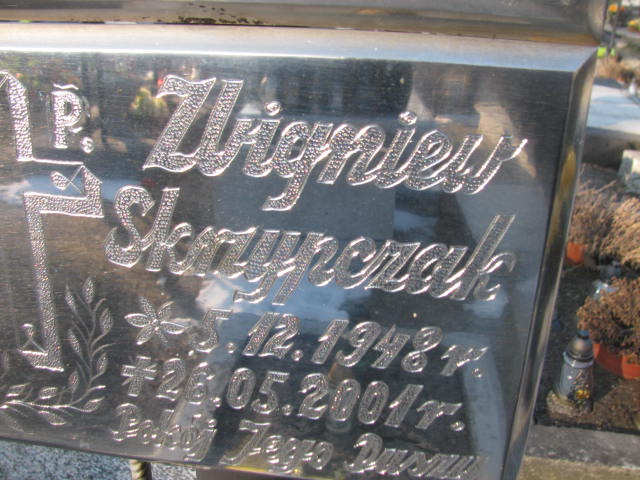 Ś.P.
Zbigniew
Skrzypczak
5.12.1948 r.
26.05.2001 r.
Pokój Jego Duszy